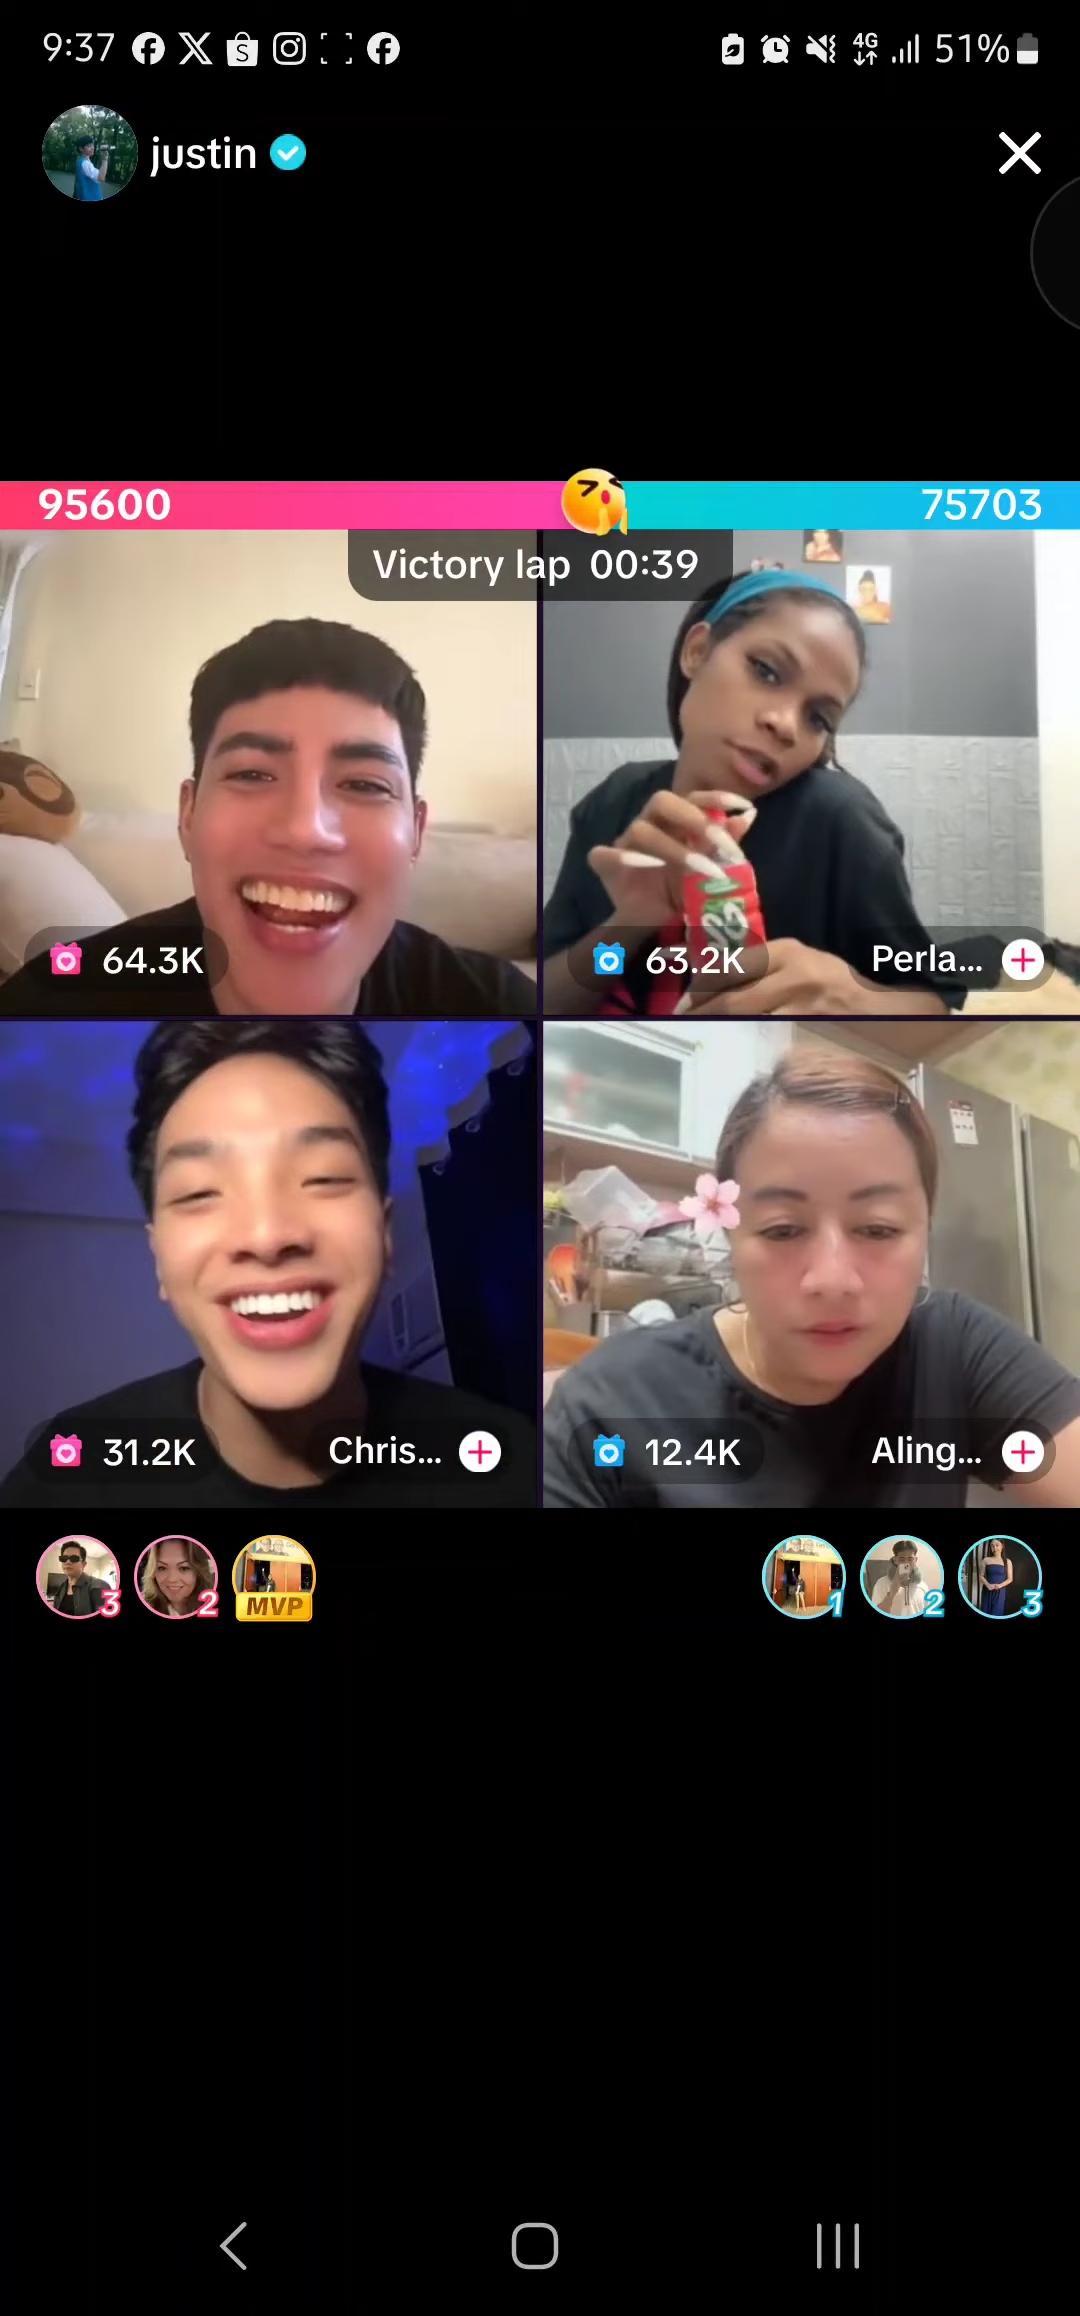 9:37
4G
51%
justin
95600
75703
Victory lap 00:39
64.3K
63.2K
Perla...
31.2K
Chris...
12.4K
Aling...
3
2
MVP
1
2
3